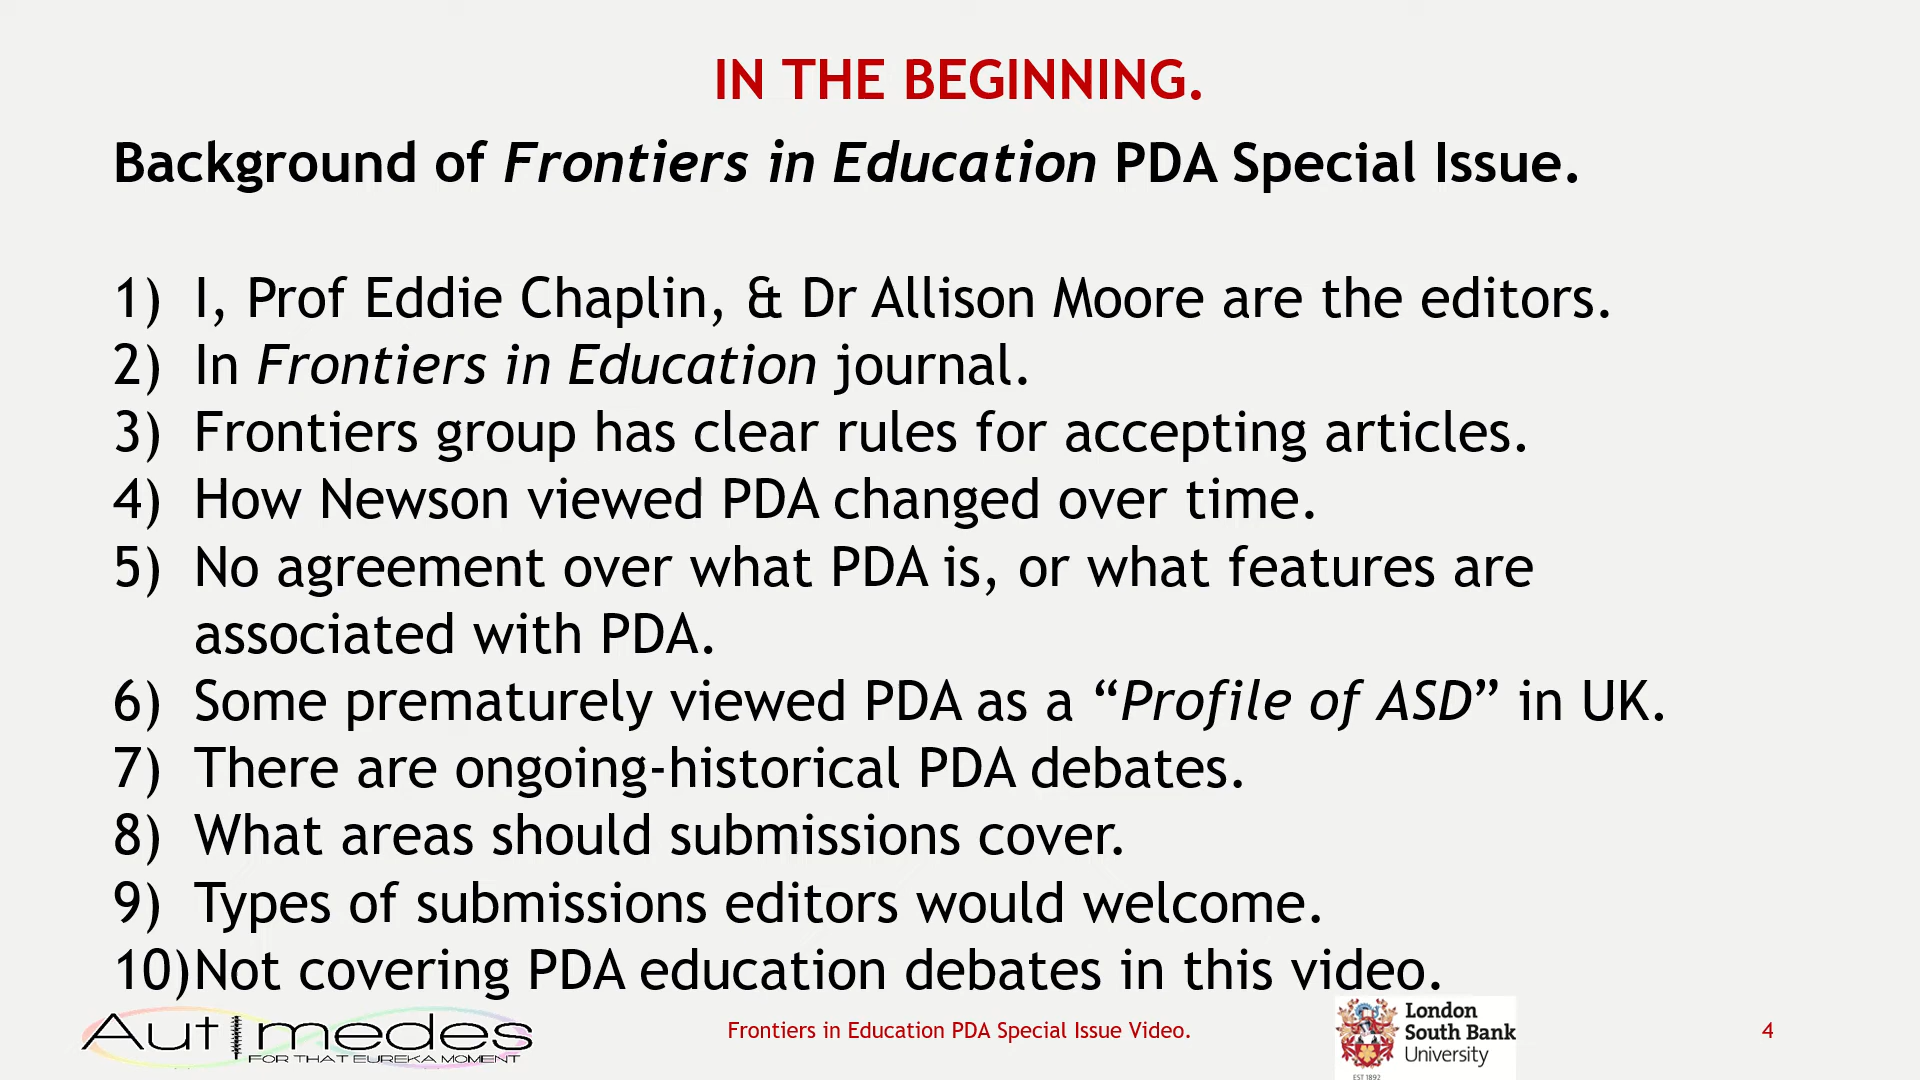 IN THE BEGINNING.
Background of Frontiers in Education PDA Special Issue.
1) I, Prof Eddie Chaplin, & Dr Allison Moore are the editors.
2) In Frontiers in Education journal.
3) Frontiers group has clear rules for accepting articles.
4) How Newson viewed PDA changed over time.
5) No agreement over what PDA is, or what features are
associated with PDA.
6) Some prematurely viewed PDA as a “Profile of ASD” in UK.
7) There are ongoing-historical PDA debates.
8) What areas should submissions cover.
9) Types of submissions editors would welcome.
10)Not covering PDA education debates in this video.
Autimedes
FOR THAT EUREKA MOMENT
Frontiers in Education PDA Special Issue Video.
London
South Bank
University
EST 1892
4